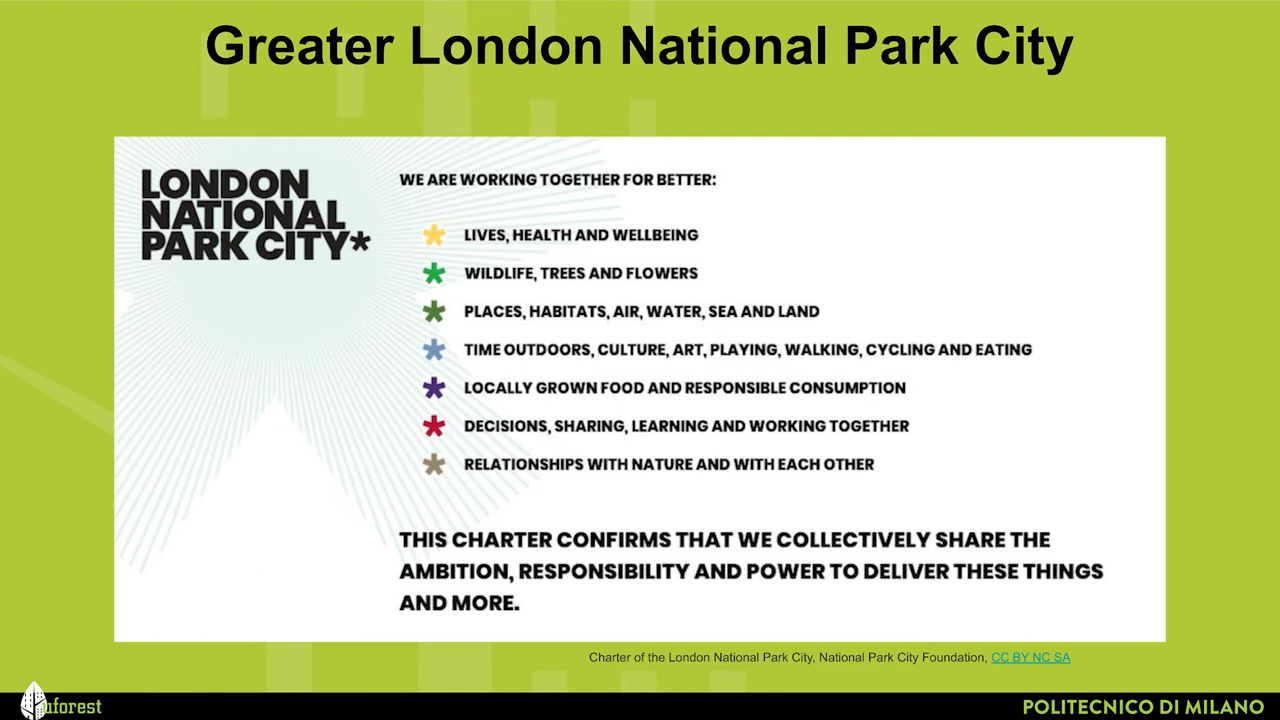 Greater London National Park City
LONDON
NATIONAL
PARK CITY*
WE ARE WORKING TOGETHER FOR BETTER:
* LIVES, HEALTH AND WELLBEING
* WILDLIFE, TREES AND FLOWERS
* PLACES, HABITATS, AIR, WATER, SEA AND LAND
* TIME OUTDOORS, CULTURE, ART, PLAYING, WALKING, CYCLING AND EATING
* LOCALLY GROWN FOOD AND RESPONSIBLE CONSUMPTION
* DECISIONS, SHARING, LEARNING AND WORKING TOGETHER
* RELATIONSHIPS WITH NATURE AND WITH EACH OTHER
THIS CHARTER CONFIRMS THAT WE COLLECTIVELY SHARE THE
AMBITION, RESPONSIBILITY AND POWER TO DELIVER THESE THINGS
AND MORE.
Charter of the London National Park City, National Park City Foundation, CC BY NC SA
uforest
POLITECNICO DI MILANO